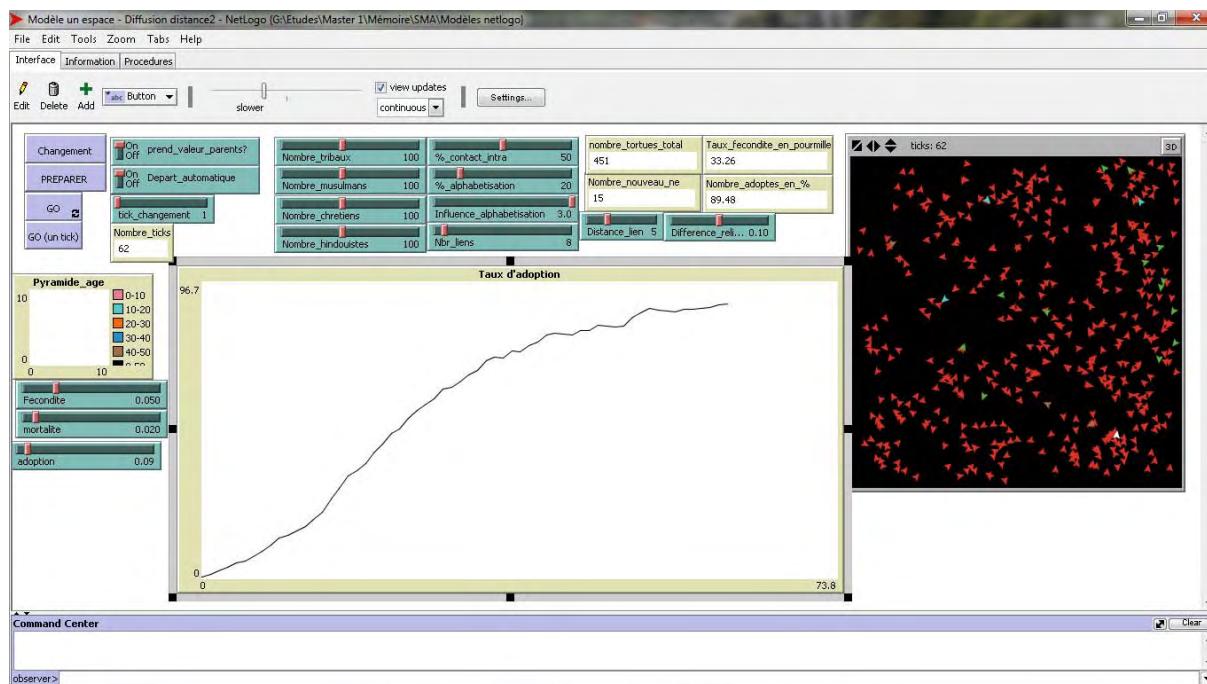 Modèle un espace - Diffusion distance2 - NetLogo {G:\Etudes\Master 1\Mémoire\SMA\Modèles netlogo}
File Edit Tools Zoom Tabs Help
Interface Information Procedures
Edit Delete Add abc Button slower view updates continuous Settings...
Changement
PREPARER
GO
GO (un tick)
On Off prend_valeur_parents?
On Off Depart_automatique
tick_changement 1
Nombre_ticks
62
Nombre_tribaux 100
Nombre_musulmans 100
Nombre_chretiens 100
Nombre_hindouistes 100
%_contact_intra 50
%_alphabetisation 20
Influence_alphabetisation 3.0
Nbr_liens 8
nombre_tortues_total
451
Taux_fecondite_en_pourmille
33.26
Nombre_nouveau_ne
15
Nombre_adoptes_en_%
89.48
Distance_lien 5
Difference_reli... 0.10
ticks: 62 3D
Pyramide_age
10
0
0 10
0-10
10-20
20-30
30-40
40-50
Fecondite 0.050
mortalite 0.020
adoption 0.09
Taux d'adoption
96.7
0
0 73.8
Command Center Clear
observer>